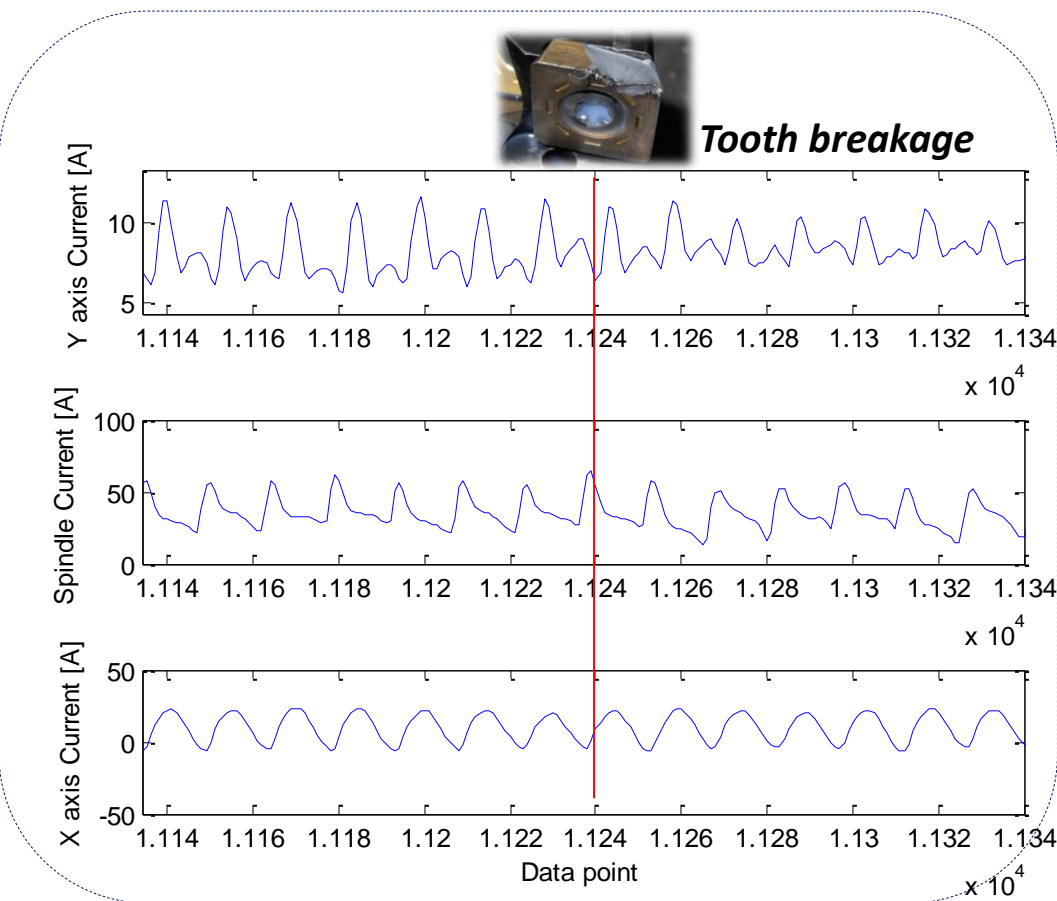 Tooth breakage
Y axis Current [A]
10
5
1.114 1.116 1.118 1.12 1.122 1.124 1.126 1.128 1.13 1.132 1.134
x 10^4
Spindle Current [A]
100
50
0
1.114 1.116 1.118 1.12 1.122 1.124 1.126 1.128 1.13 1.132 1.134
x 10^4
X axis Current [A]
50
0
-50
1.114 1.116 1.118 1.12 1.122 1.124 1.126 1.128 1.13 1.132 1.134
Data point
x 10^4